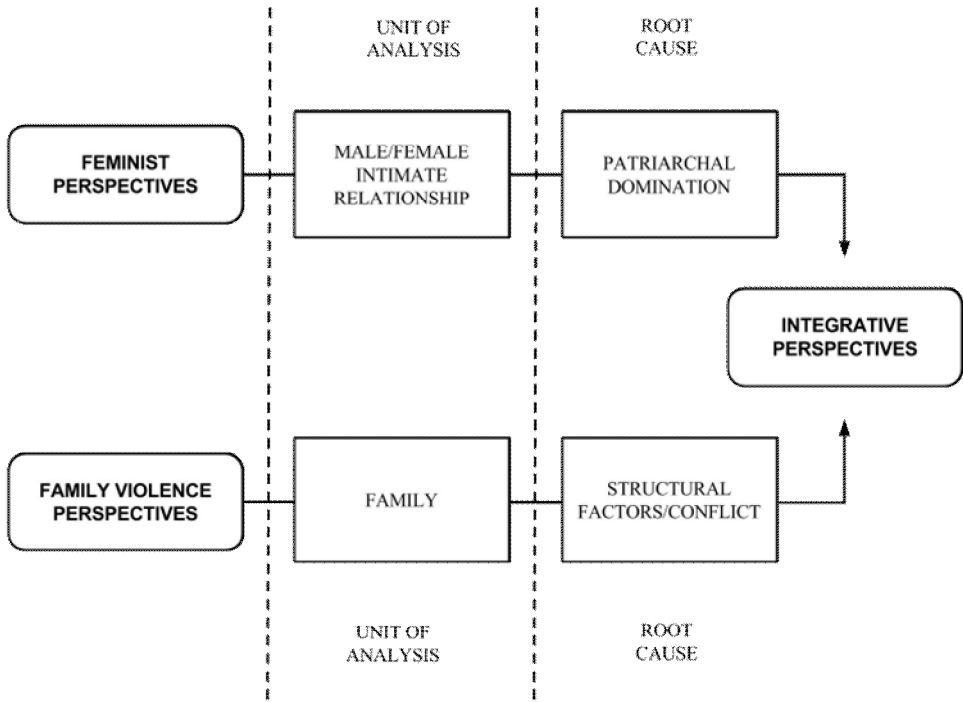 UNIT OF
ANALYSIS
ROOT
CAUSE
FEMINIST
PERSPECTIVES
MALE/FEMALE
INTIMATE
RELATIONSHIP
PATRIARCHAL
DOMINATION
INTEGRATIVE
PERSPECTIVES
FAMILY VIOLENCE
PERSPECTIVES
FAMILY
STRUCTURAL
FACTORS/CONFLICT
UNIT OF
ANALYSIS
ROOT
CAUSE